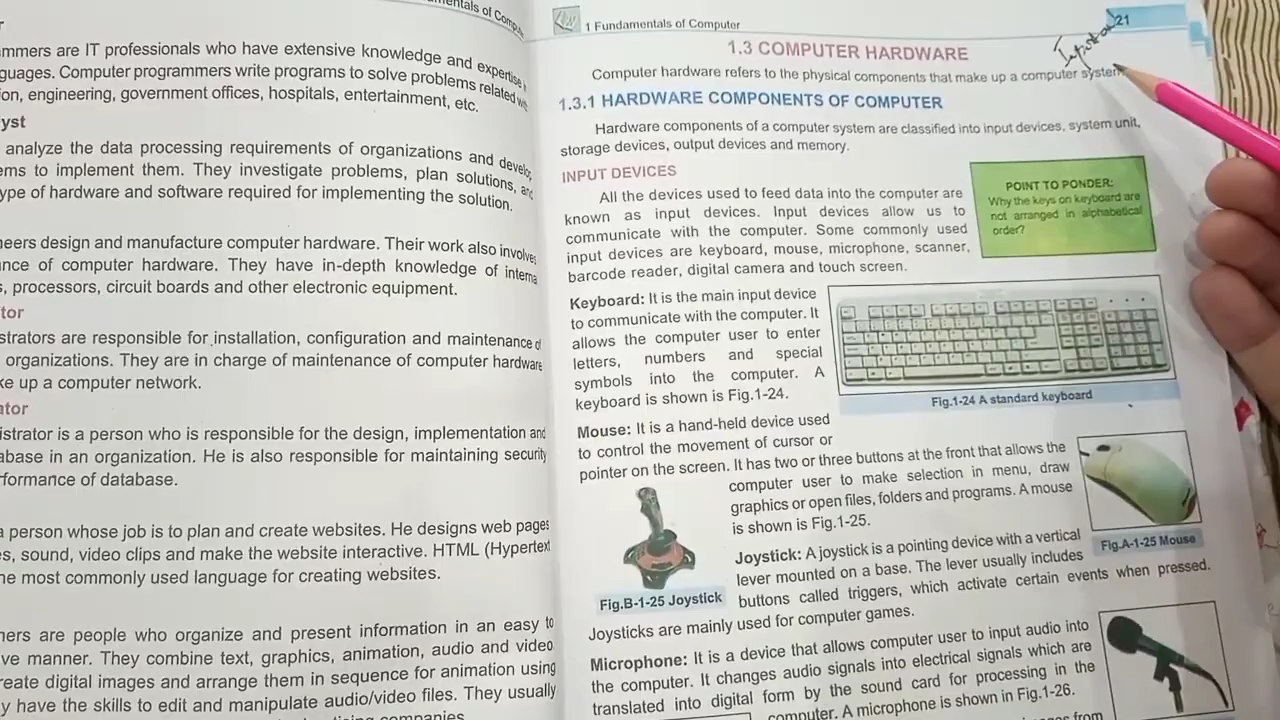 mentals of Compu
r
mmers are IT professionals who have extensive knowledge and expertise
guages. Computer programmers write programs to solve problems related
ion, engineering, government offices, hospitals, entertainment, etc.
yst
analyze the data processing requirements of organizations and develop
ems to implement them. They investigate problems, plan solutions, and
ype of hardware and software required for implementing the solution.
neers design and manufacture computer hardware. Their work also involves
nce of computer hardware. They have in-depth knowledge of interna
s, processors, circuit boards and other electronic equipment.
tor
strators are responsible for installation, configuration and maintenance of
organizations. They are in charge of maintenance of computer hardware
ke up a computer network.
ator
istrator is a person who is responsible for the design, implementation and
abase in an organization. He is also responsible for maintaining security
formance of database.
a person whose job is to plan and create websites. He designs web pages
es, sound, video clips and make the website interactive. HTML (Hypertext
he most commonly used language for creating websites.
ners are people who organize and present information in an easy to
ve manner. They combine text, graphics, animation, audio and video.
reate digital images and arrange them in sequence for animation using
y have the skills to edit and manipulate audio/video files. They usually
companies
1 Fundamentals of Computer
21
1.3 COMPUTER HARDWARE
Computer hardware refers to the physical components that make up a computer system
1.3.1 HARDWARE COMPONENTS OF COMPUTER
Hardware components of a computer system are classified into input devices, system unit,
storage devices, output devices and memory.
INPUT DEVICES
All the devices used to feed data into the computer are
known as input devices. Input devices allow us to
communicate with the computer. Some commonly used
input devices are keyboard, mouse, microphone, scanner,
barcode reader, digital camera and touch screen.
POINT TO PONDER:
Why the keys on keyboard are
not arranged in alphabetical
order?
Keyboard: It is the main input device
to communicate with the computer. It
allows the computer user to enter
letters, numbers and special
symbols into the computer. A
keyboard is shown is Fig.1-24.
Fig.1-24 A standard keyboard
Mouse: It is a hand-held device used
to control the movement of cursor or
pointer on the screen. It has two or three buttons at the front that allows the
computer user to make selection in menu, draw
graphics or open files, folders and programs. A mouse
is shown is Fig.1-25.
Fig.A-1-25 Mouse
Joystick: A joystick is a pointing device with a vertical
lever mounted on a base. The lever usually includes
buttons called triggers, which activate certain events when pressed.
Joysticks are mainly used for computer games.
Fig.B-1-25 Joystick
Microphone: It is a device that allows computer user to input audio into
the computer. It changes audio signals into electrical signals which are
translated into digital form by the sound card for processing in the
computer. A microphone is shown in Fig.1-26.
from